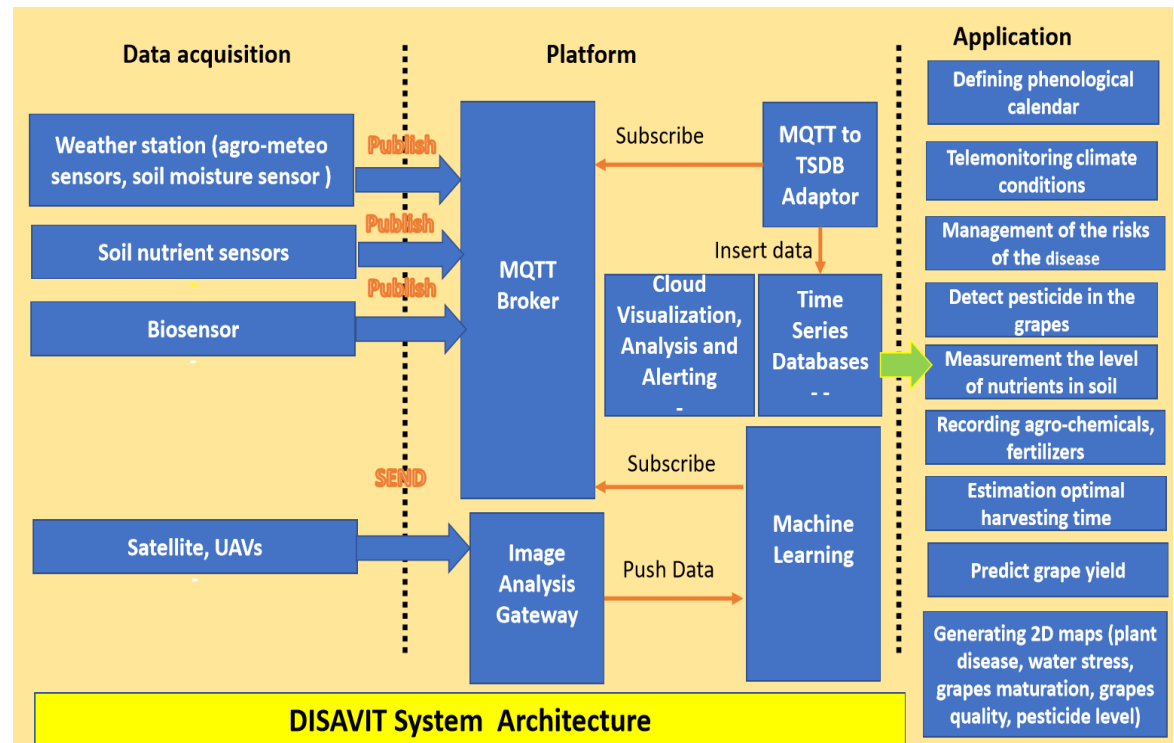 Data acquisition
Platform
Application
Weather station (agro-meteo
sensors, soil moisture sensor )
Publish
Soil nutrient sensors
-
Publish
Biosensor
-
Publish
Satellite, UAVs
-
SEND
MQTT
Broker
Subscribe
MQTT to
TSDB
Adaptor
Insert data
Cloud
Visualization,
Analysis and
Alerting
-
Time
Series
Databases
- -
Subscribe
Machine
Learning
Image
Analysis
Gateway
Push Data
Defining phenological
calendar
Telemonitoring climate
conditions
Management of the risks
of the disease
Detect pesticide in the
grapes
Measurement the level
of nutrients in soil
Recording agro-chemicals,
fertilizers
Estimation optimal
harvesting time
Predict grape yield
Generating 2D maps (plant
disease, water stress,
grapes maturation, grapes
quality, pesticide level)
DISAVIT System Architecture